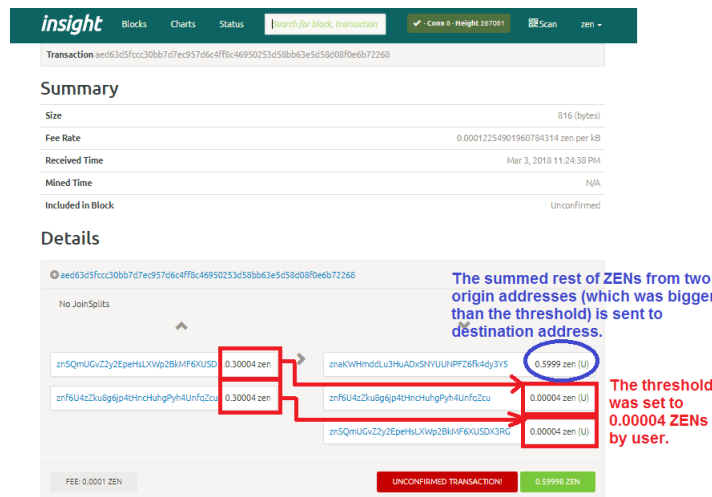 insight Blocks Charts Status Search for block, transaction ✔ · Conn 8 · Height 267081 Scan zen
Transaction aed63d5fccc30bb7d7ec957d6c4ff8c46950253d58bb63e5d58d08f0e6b72268
Summary
Size 816 (bytes)
Fee Rate 0.00012254901960784314 zen per kB
Received Time Mar 3, 2018 11:24:38 PM
Mined Time N/A
Included in Block Unconfirmed
Details
aed63d5fccc30bb7d7ec957d6c4ff8c46950253d58bb63e5d58d08f0e6b72268
The summed rest of ZENs from two
origin addresses (which was bigger
than the threshold) is sent to
destination address.
No JoinSplits
znSQmUGvZ2y2EpeHsLXWp2BkMF6XUSD 0.30004 zen
znaKWHmddLu3HuADxSNYUUNPFZ6fk4dy3Y5 0.5999 zen (U)
znf6U4zZku8g6jp4tHncHuhgPyh4UnfqZcu 0.30004 zen
znf6U4zZku8g6jp4tHncHuhgPyh4UnfqZcu 0.00004 zen (U)
znSQmUGvZ2y2EpeHsLXWp2BkMF6XUSDX3RG 0.00004 zen (U)
The threshold
was set to
0.00004 ZENs
by user.
FEE: 0.0001 ZEN UNCONFIRMED TRANSACTION! 0.59998 ZEN